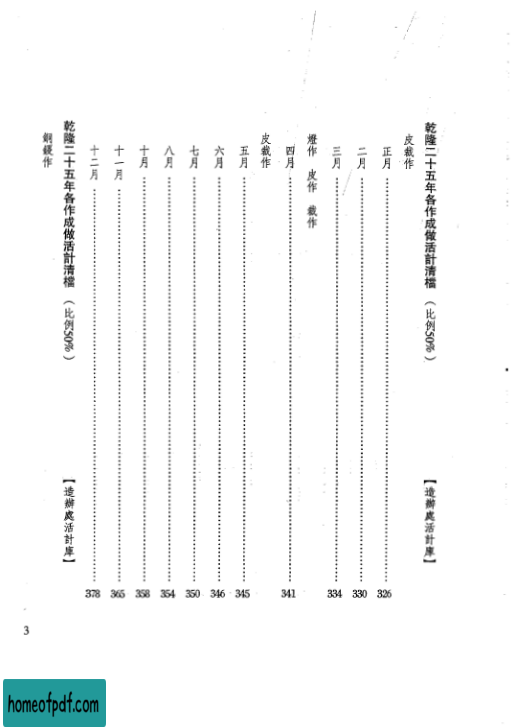 乾隆二十五年各作成做活計清檔（比例50%）【造辦處活計庫】
皮裁作
正月 326
二月 330
三月 334
燈作 皮作 裁作
四月 341
皮裁作
五月 345
六月 346
七月 350
八月 354
十月 358
十一月 365
十二月 378
乾隆二十五年各作成做活計清檔（比例50%）【造辦處活計庫】
銅鋄作
3
homeofpdf.com